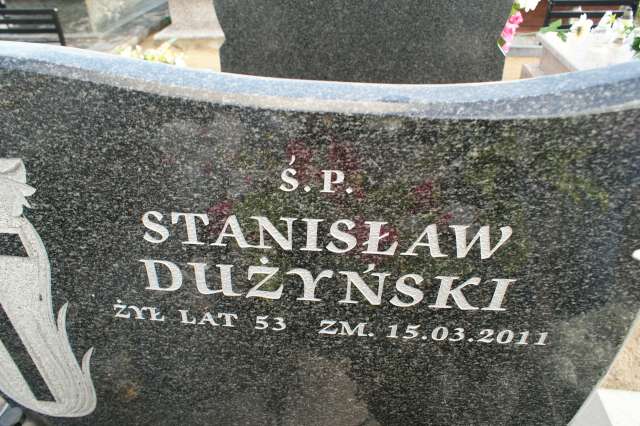 Ś.P.
STANISŁAW
DUŻYŃSKI
ŻYŁ LAT 53 ZM. 15.03.2011